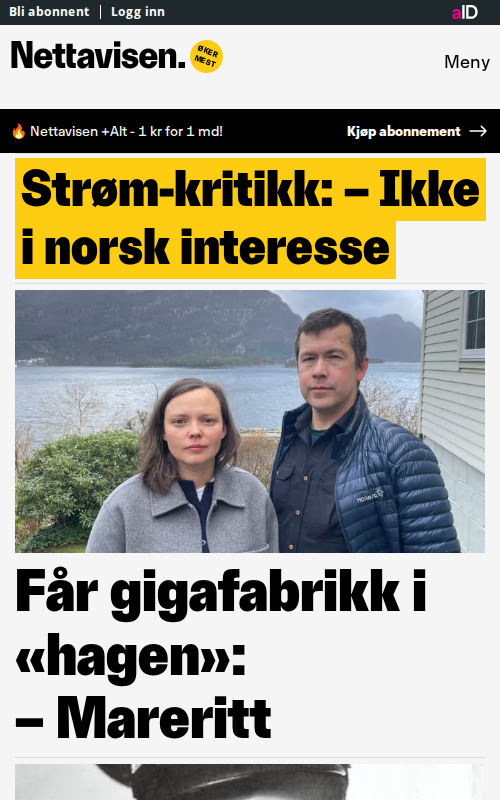 Bli abonnent | Logg inn
aID
Nettavisen.
ØKER
MEST
Meny
🔥 Nettavisen +Alt - 1 kr for 1 md!
Kjøp abonnement →
Strøm-kritikk: – Ikke
i norsk interesse
Får gigafabrikk i
«hagen»:
– Mareritt